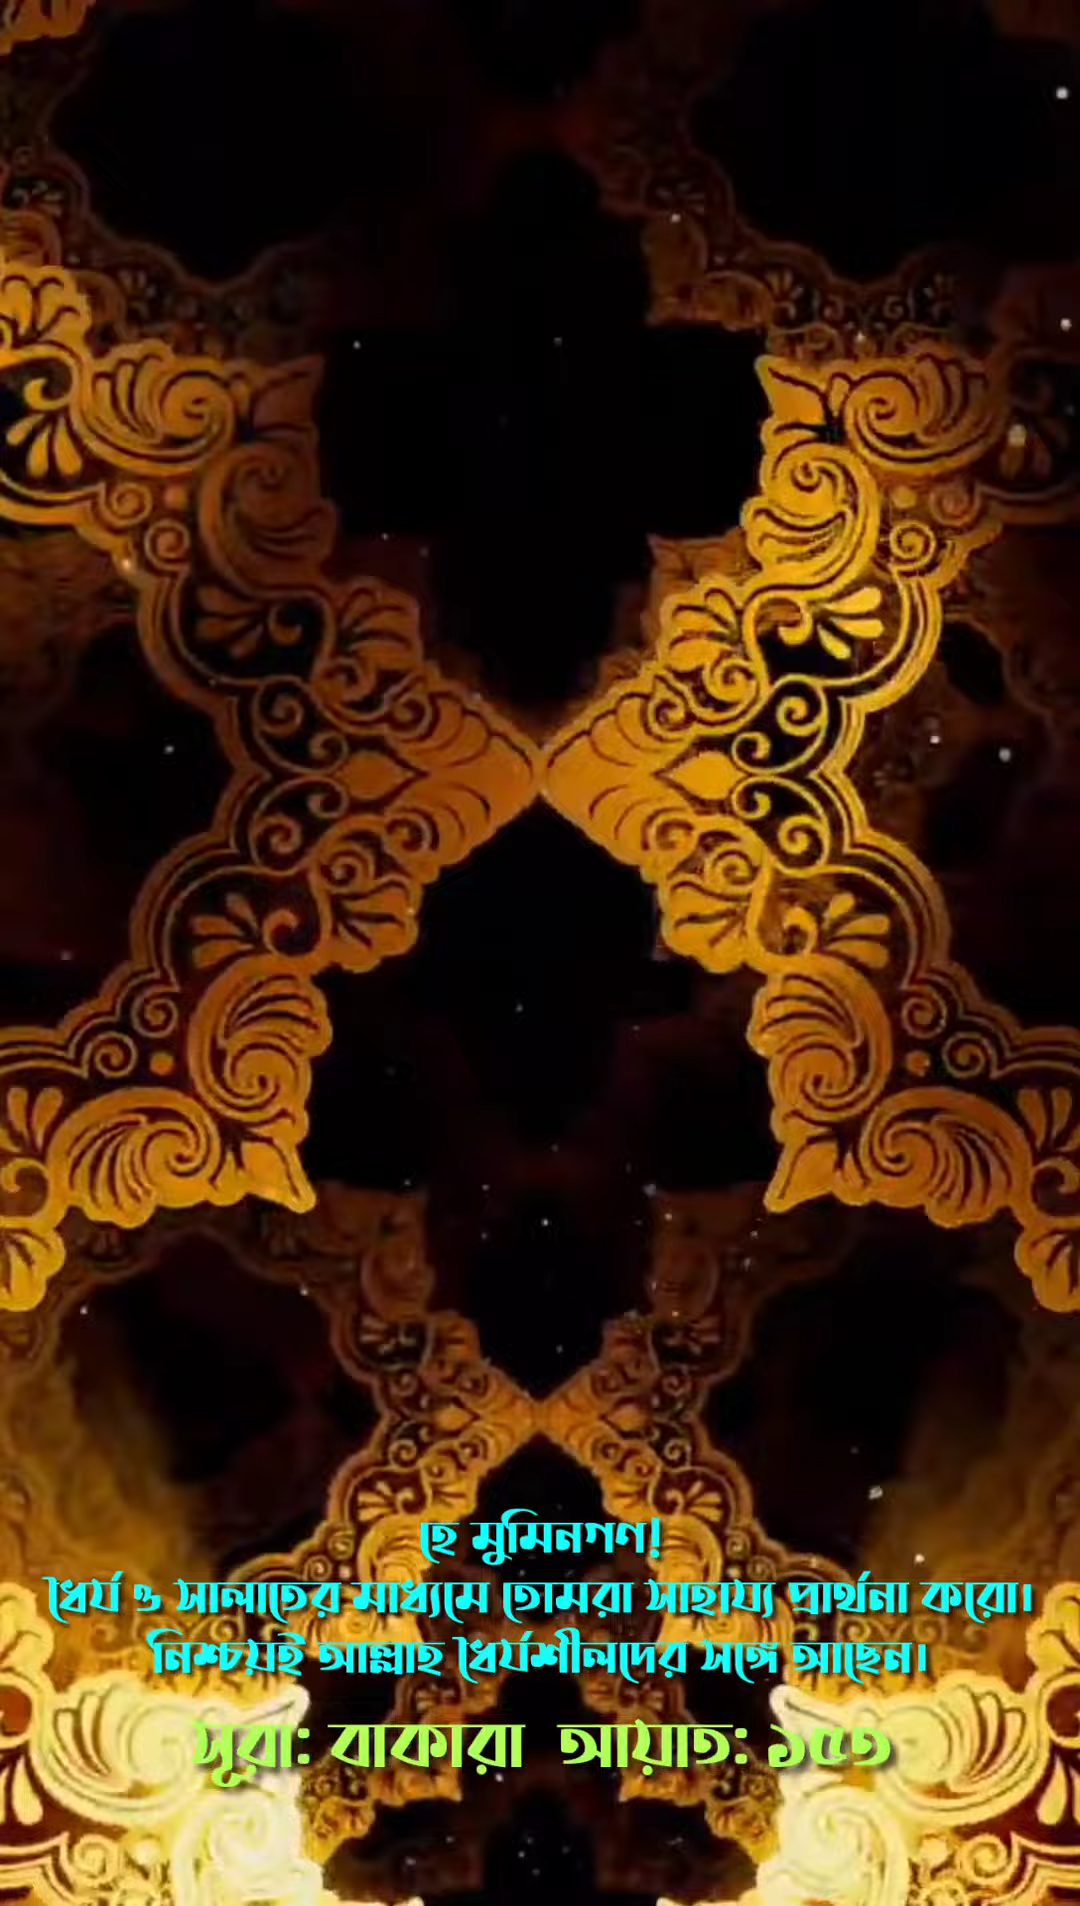 হে মুমিনগণ!
ধৈর্য ও সালাতের মাধ্যমে তোমরা সাহায্য প্রার্থনা করো।
নিশ্চয়ই আল্লাহ ধৈর্যশীলদের সঙ্গে আছেন।
সূরা: বাকারা আয়াত: ১৫৩